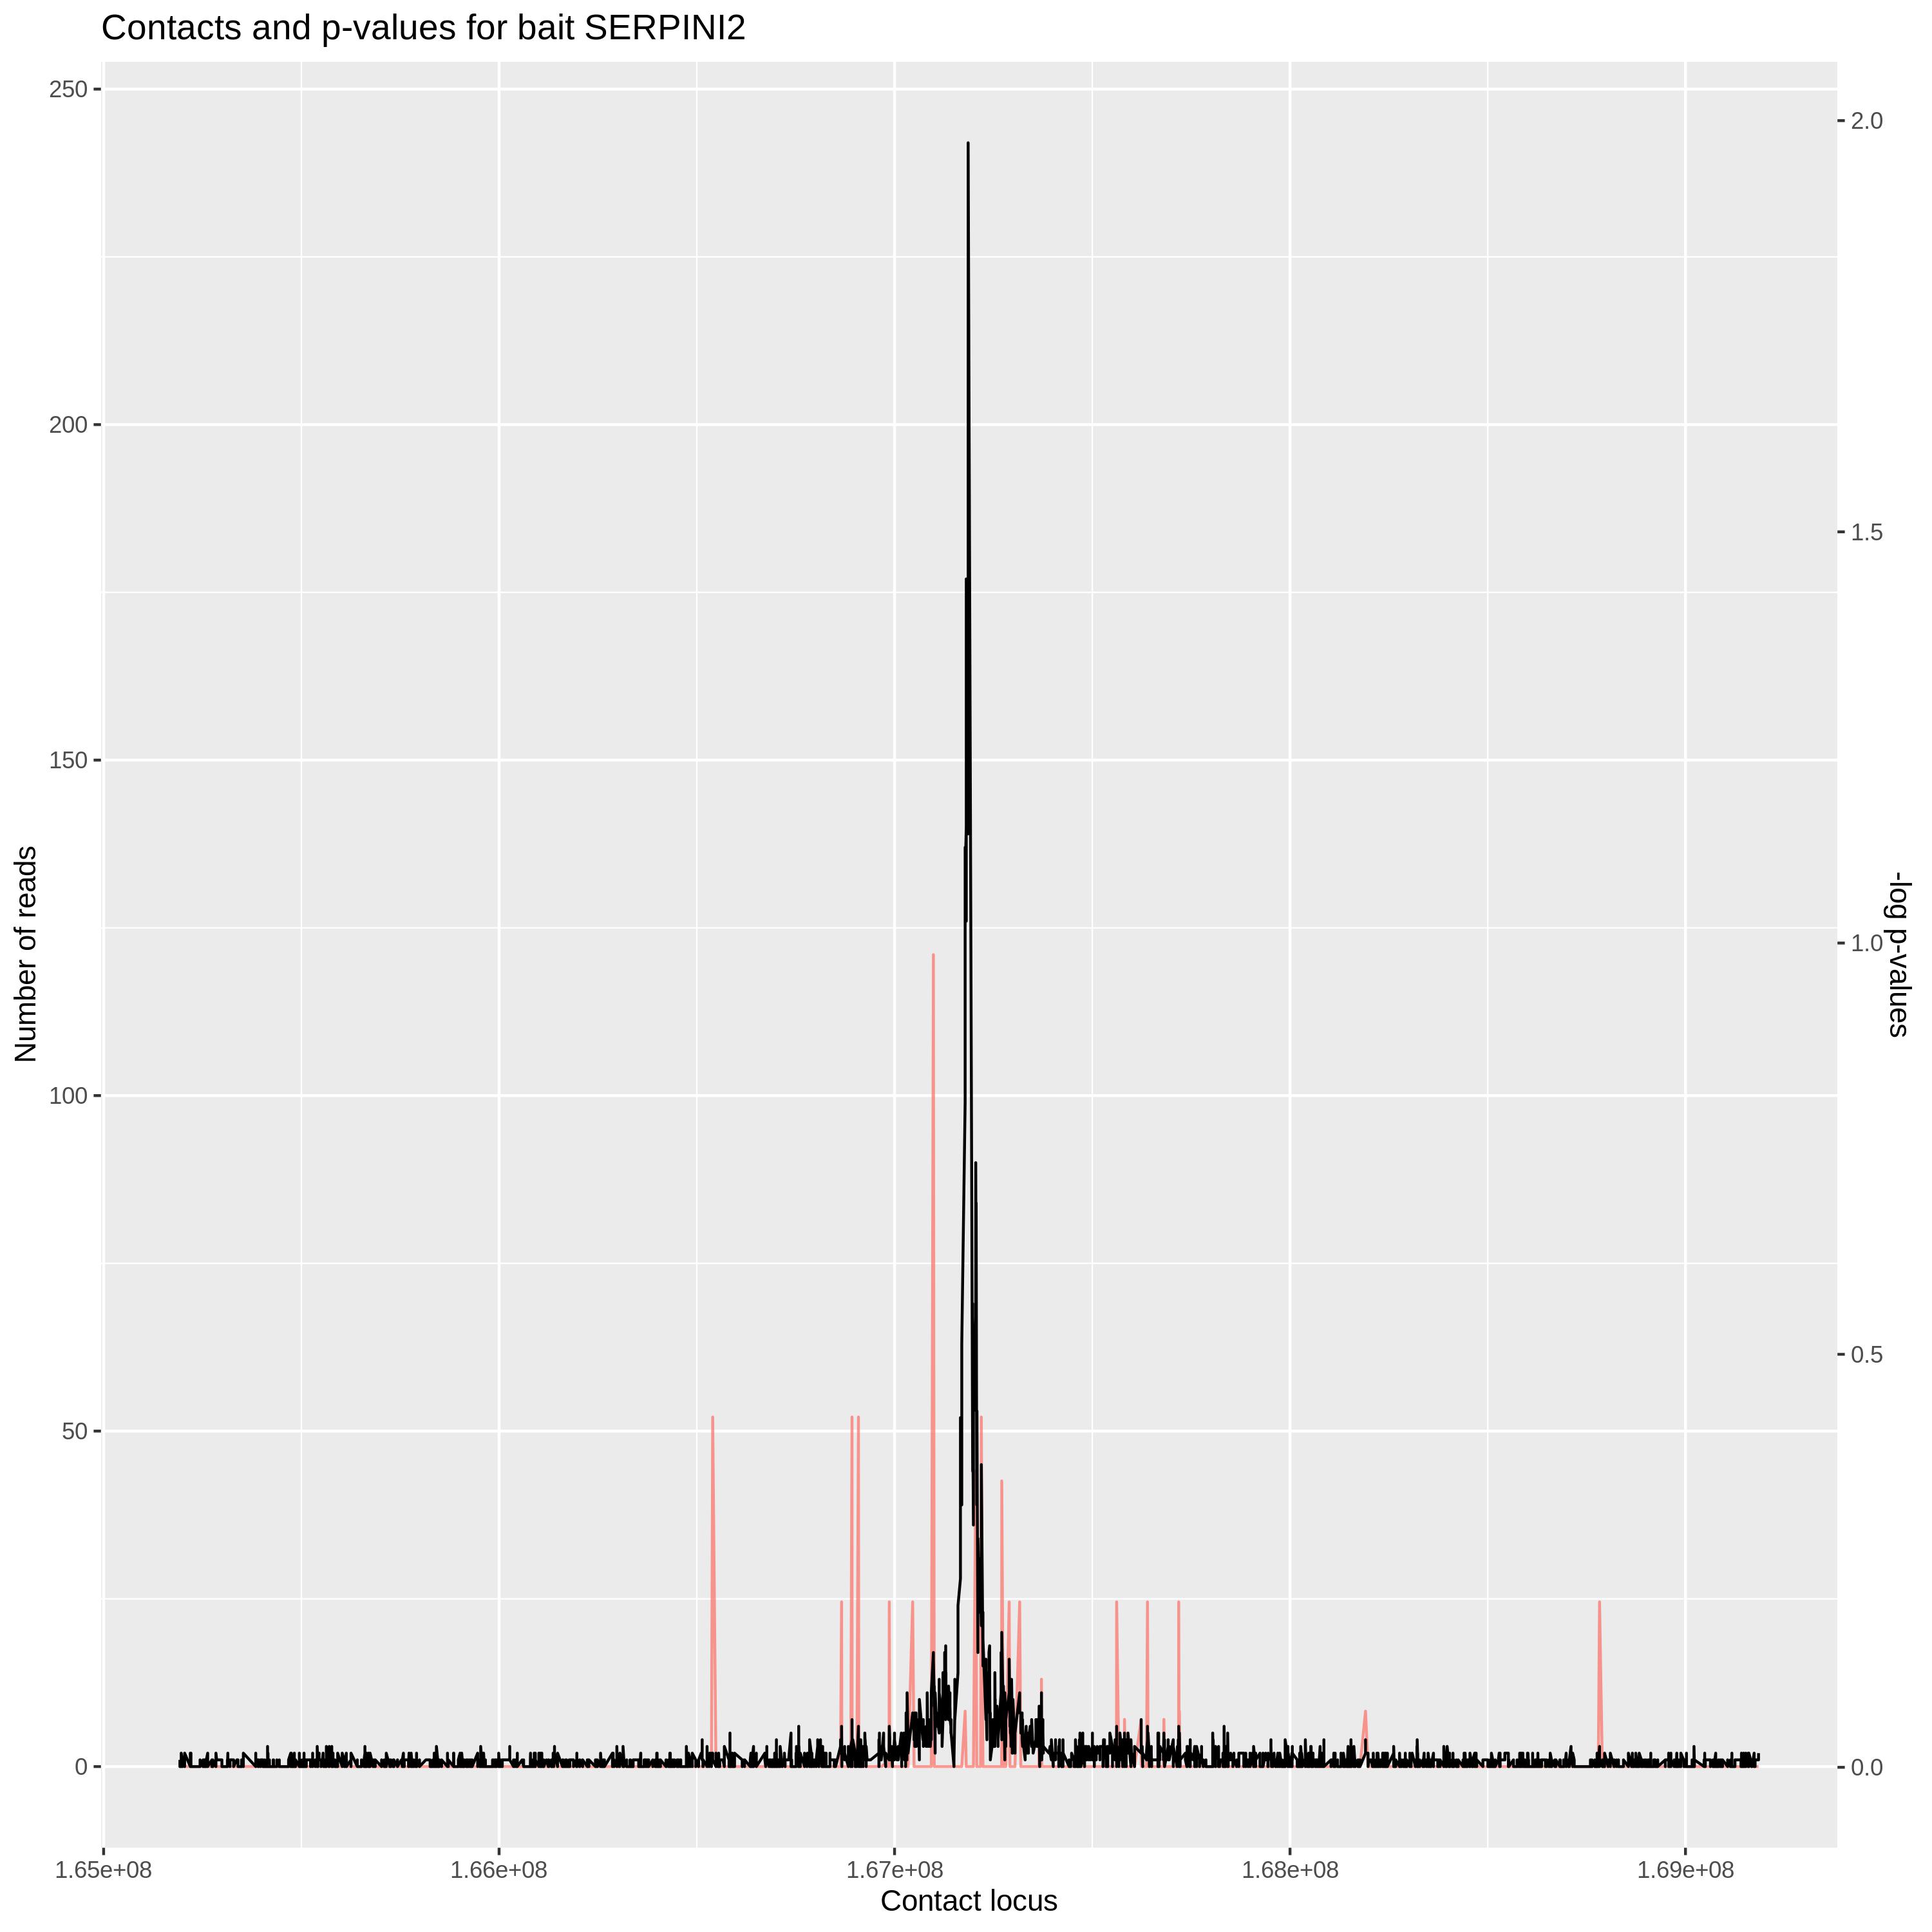 Contacts and p-values for bait SERPINI2
250
200
150
100
50
0
Number of reads
2.0
1.5
1.0
0.5
0.0
-log p-values
1.65e+08
1.66e+08
1.67e+08
1.68e+08
1.69e+08
Contact locus